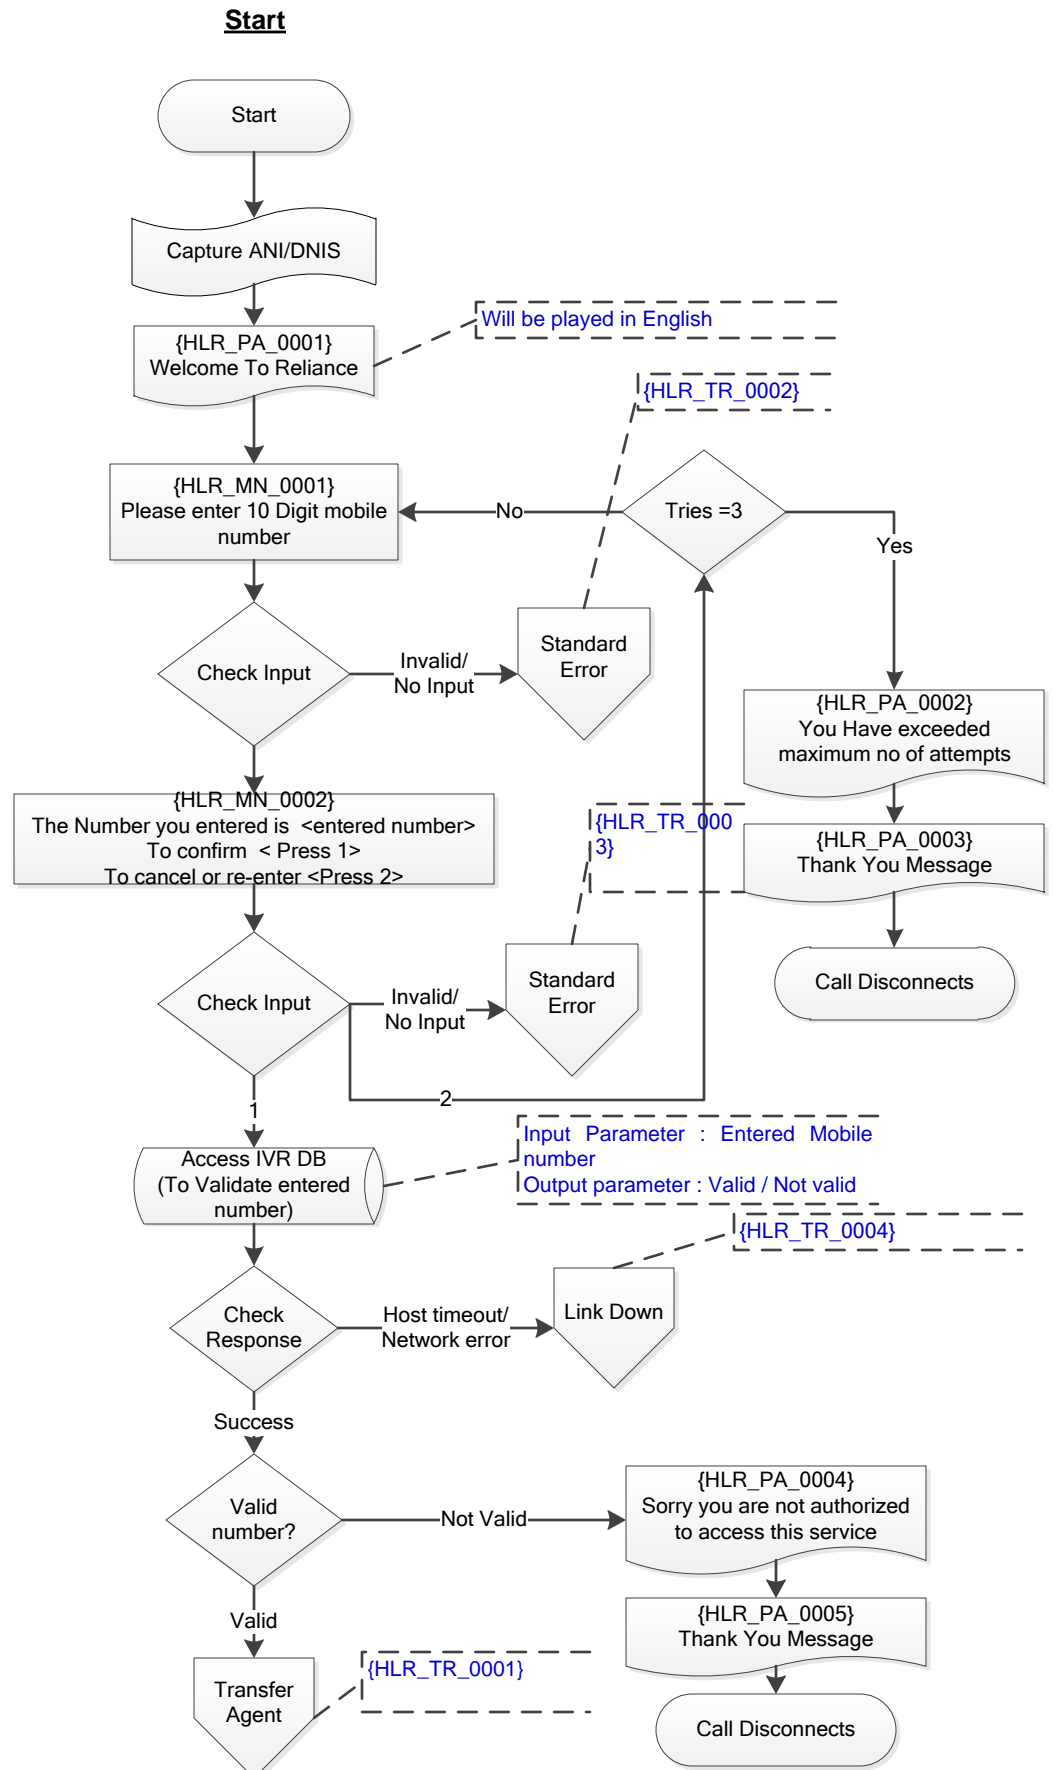 Start
Start
Capture ANI/DNIS
{HLR_PA_0001}
Welcome To Reliance
Will be played in English
{HLR_TR_0002}
{HLR_MN_0001}
Please enter 10 Digit mobile
number
No
Tries =3
Yes
Check Input
Invalid/
No Input
Standard
Error
{HLR_PA_0002}
You Have exceeded
maximum no of attempts
{HLR_MN_0002}
The Number you entered is <entered number>
To confirm < Press 1>
To cancel or re-enter <Press 2>
{HLR_TR_000
3}
{HLR_PA_0003}
Thank You Message
Call Disconnects
Check Input
Invalid/
No Input
Standard
Error
2
1
Access IVR DB
(To Validate entered
number)
Input Parameter : Entered Mobile
number
Output parameter : Valid / Not valid
{HLR_TR_0004}
Check
Response
Host timeout/
Network error
Link Down
Success
Valid
number?
Not Valid
{HLR_PA_0004}
Sorry you are not authorized
to access this service
Valid
{HLR_PA_0005}
Thank You Message
Transfer
Agent
{HLR_TR_0001}
Call Disconnects